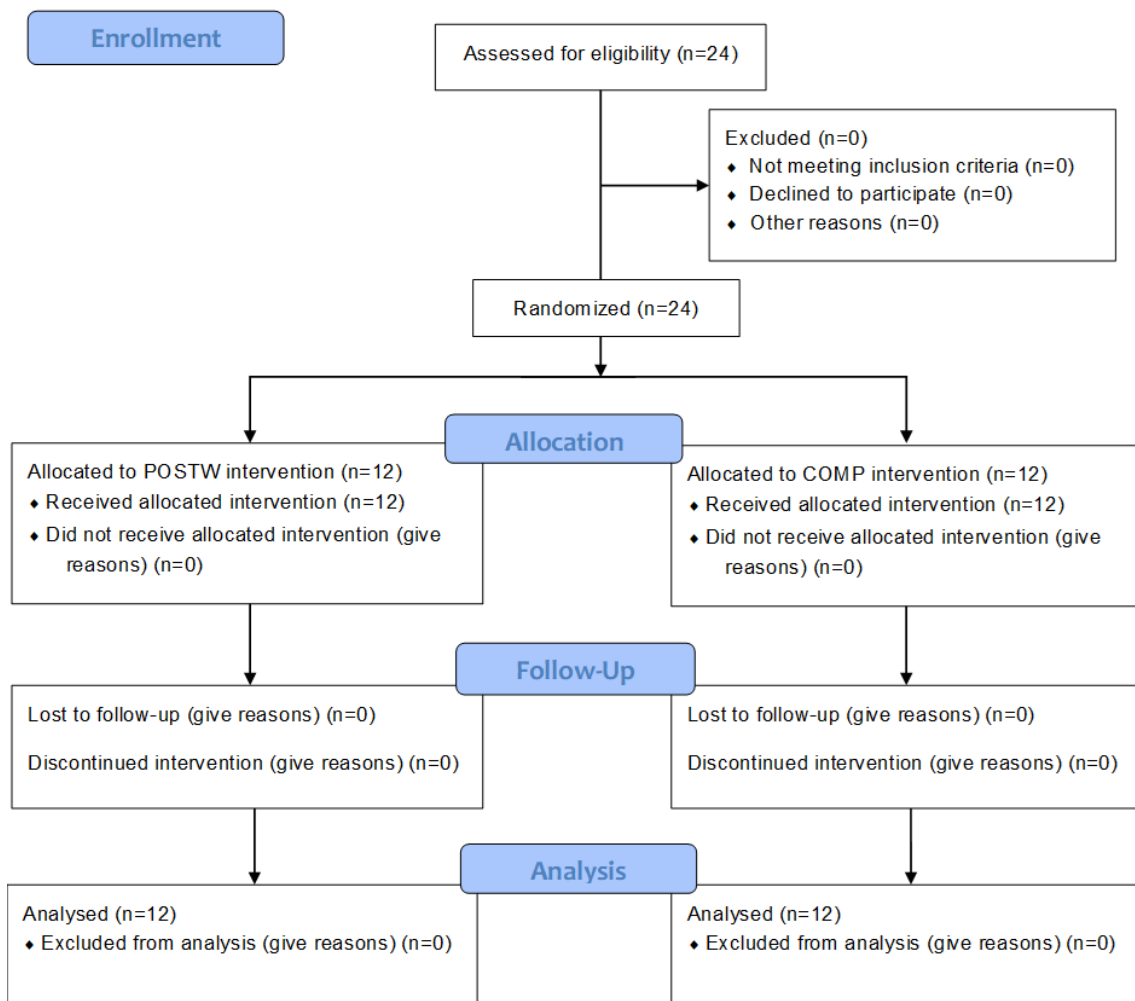 Enrollment
Assessed for eligibility (n=24)
Excluded (n=0)
⬧ Not meeting inclusion criteria (n=0)
⬧ Declined to participate (n=0)
⬧ Other reasons (n=0)
Randomized (n=24)
Allocation
Allocated to POSTW intervention (n=12)
⬧ Received allocated intervention (n=12)
⬧ Did not receive allocated intervention (give
reasons) (n=0)
Allocated to COMP intervention (n=12)
⬧ Received allocated intervention (n=12)
⬧ Did not receive allocated intervention (give
reasons) (n=0)
Follow-Up
Lost to follow-up (give reasons) (n=0)
Discontinued intervention (give reasons) (n=0)
Lost to follow-up (give reasons) (n=0)
Discontinued intervention (give reasons) (n=0)
Analysis
Analysed (n=12)
⬧ Excluded from analysis (give reasons) (n=0)
Analysed (n=12)
⬧ Excluded from analysis (give reasons) (n=0)